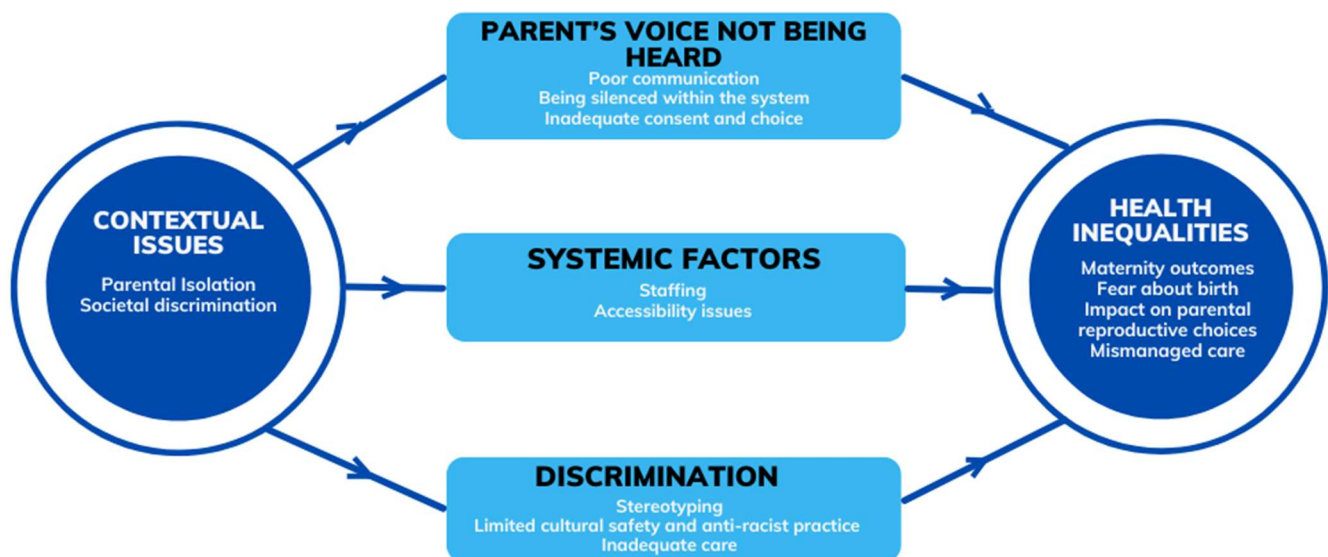 CONTEXTUAL
ISSUES
Parental Isolation
Societal discrimination
PARENT'S VOICE NOT BEING
HEARD
Poor communication
Being silenced within the system
Inadequate consent and choice
SYSTEMIC FACTORS
Staffing
Accessibility issues
DISCRIMINATION
Stereotyping
Limited cultural safety and anti-racist practice
Inadequate care
HEALTH
INEQUALITIES
Maternity outcomes
Fear about birth
Impact on parental
reproductive choices
Mismanaged care